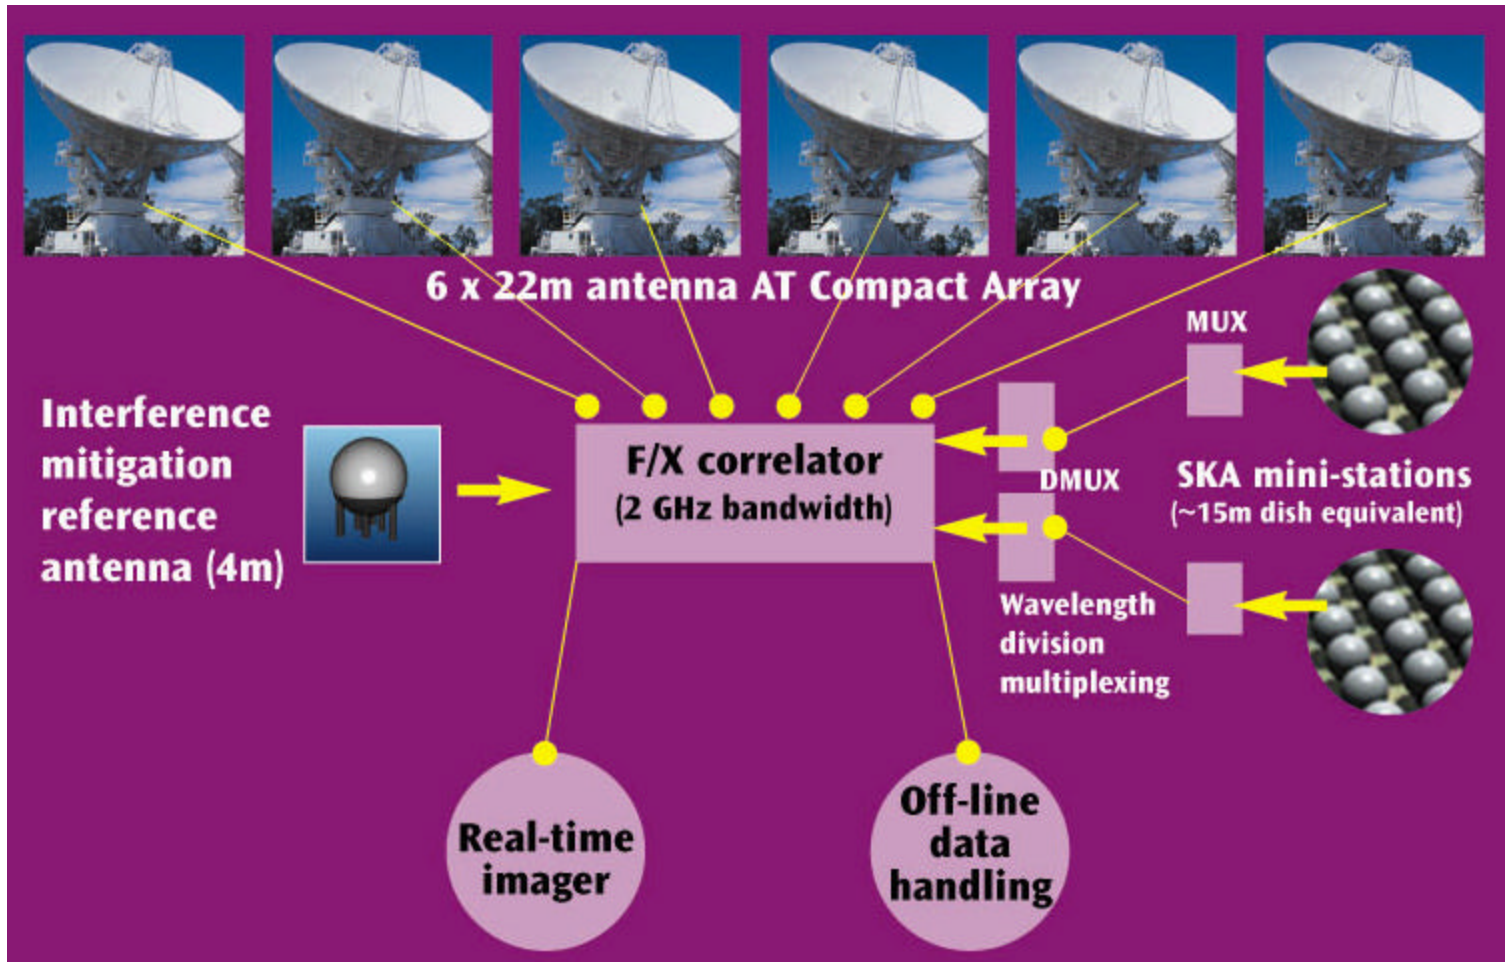 6 x 22m antenna AT Compact Array
MUX
Interference
mitigation
reference
antenna (4m)
F/X correlator
(2 GHz bandwidth)
DMUX
SKA mini-stations
(~15m dish equivalent)
Wavelength
division
multiplexing
Real-time
imager
Off-line
data
handling